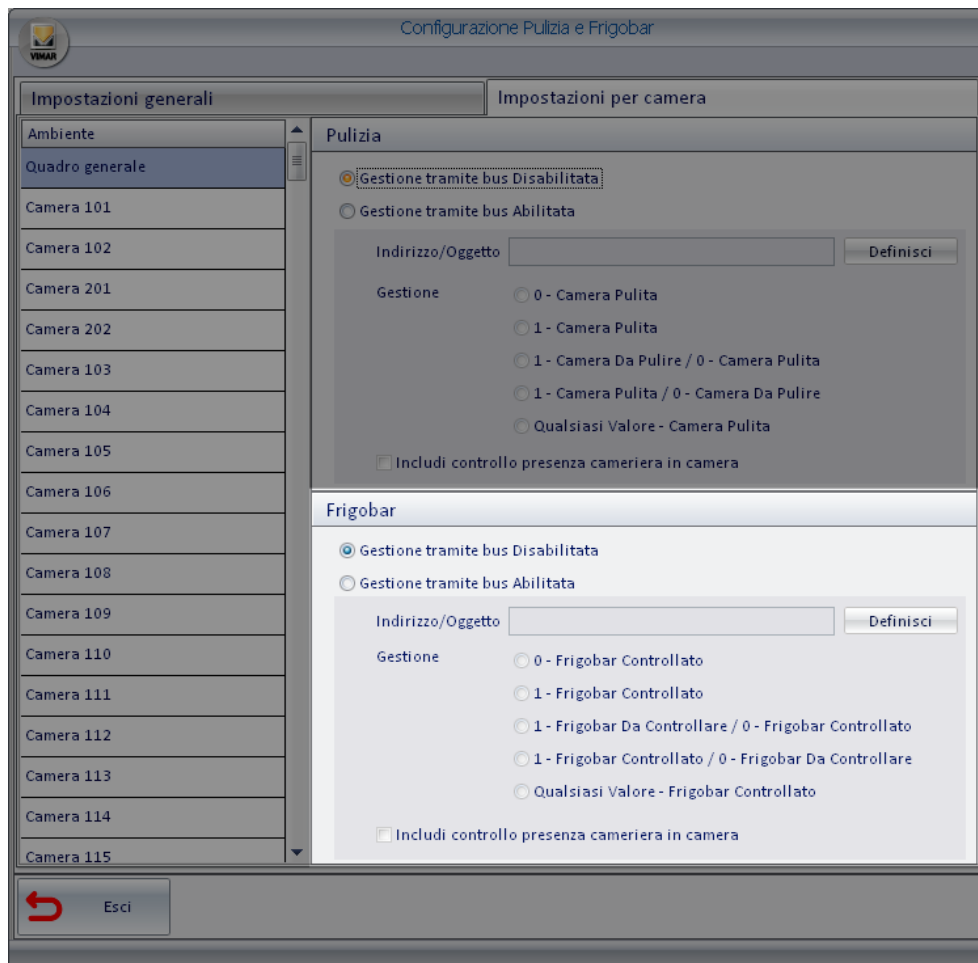 Configurazione Pulizia e Frigobar
VIMAR
Impostazioni generali
Impostazioni per camera
Ambiente
Quadro generale
Camera 101
Camera 102
Camera 201
Camera 202
Camera 103
Camera 104
Camera 105
Camera 106
Camera 107
Camera 108
Camera 109
Camera 110
Camera 111
Camera 112
Camera 113
Camera 114
Camera 115
Pulizia
Gestione tramite bus Disabilitata
Gestione tramite bus Abilitata
Indirizzo/Oggetto Definisci
Gestione 0 - Camera Pulita
1 - Camera Pulita
1 - Camera Da Pulire / 0 - Camera Pulita
1 - Camera Pulita / 0 - Camera Da Pulire
Qualsiasi Valore - Camera Pulita
Includi controllo presenza cameriera in camera
Frigobar
Gestione tramite bus Disabilitata
Gestione tramite bus Abilitata
Indirizzo/Oggetto Definisci
Gestione 0 - Frigobar Controllato
1 - Frigobar Controllato
1 - Frigobar Da Controllare / 0 - Frigobar Controllato
1 - Frigobar Controllato / 0 - Frigobar Da Controllare
Qualsiasi Valore - Frigobar Controllato
Includi controllo presenza cameriera in camera
Esci